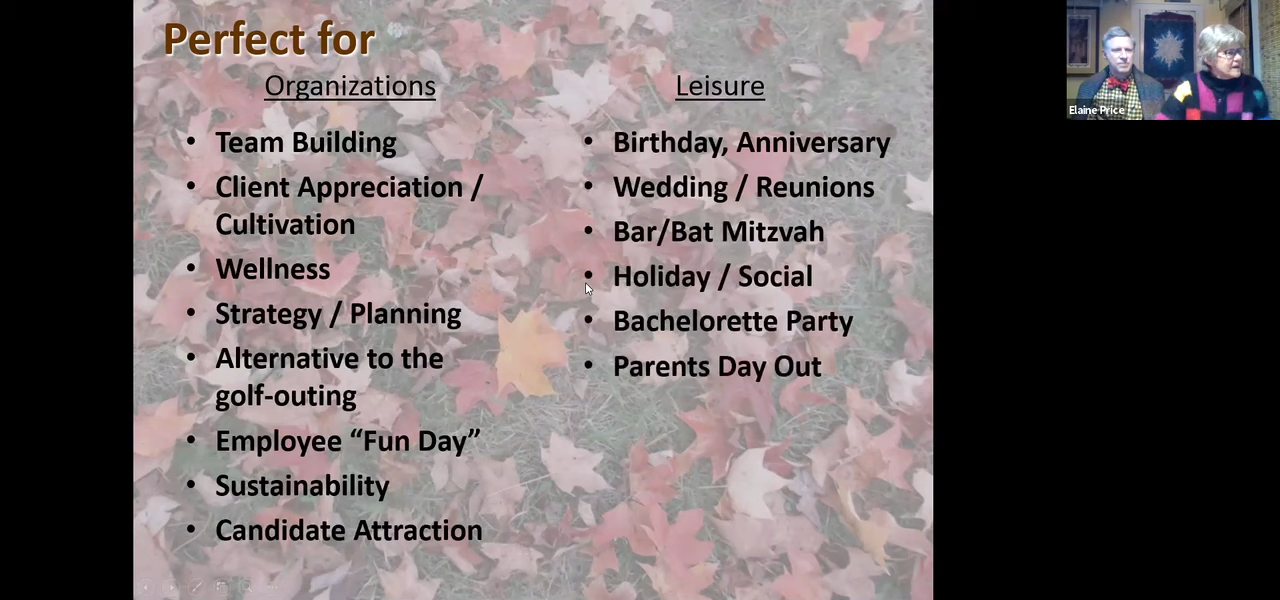 Perfect for
Organizations
• Team Building
• Client Appreciation /
Cultivation
• Wellness
• Strategy / Planning
• Alternative to the
golf-outing
• Employee “Fun Day”
• Sustainability
• Candidate Attraction
Leisure
• Birthday, Anniversary
• Wedding / Reunions
• Bar/Bat Mitzvah
• Holiday / Social
• Bachelorette Party
• Parents Day Out
Elaine Price